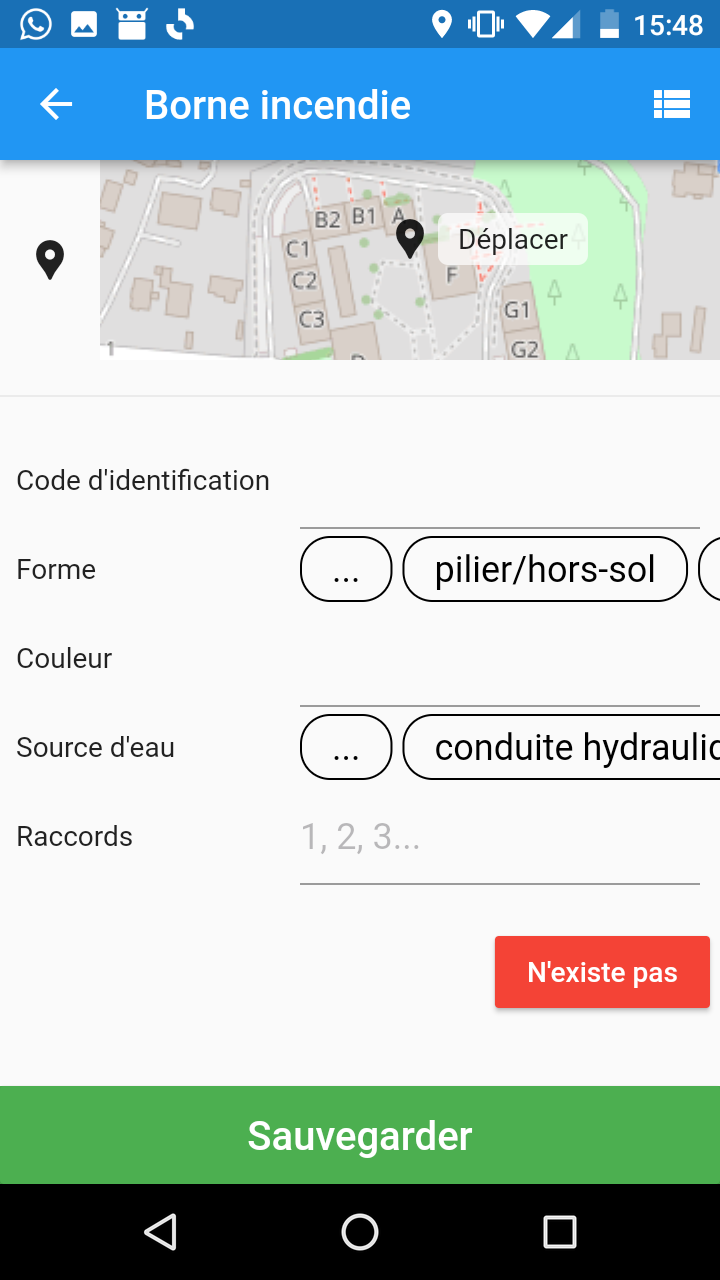 15:48
Borne incendie
B2 B1 A
Déplacer
C1
F
C2
G1
C3
1
G2
Code d'identification
Forme
... pilier/hors-sol
Couleur
Source d'eau
... conduite hydraulic
Raccords
1, 2, 3...
N'existe pas
Sauvegarder